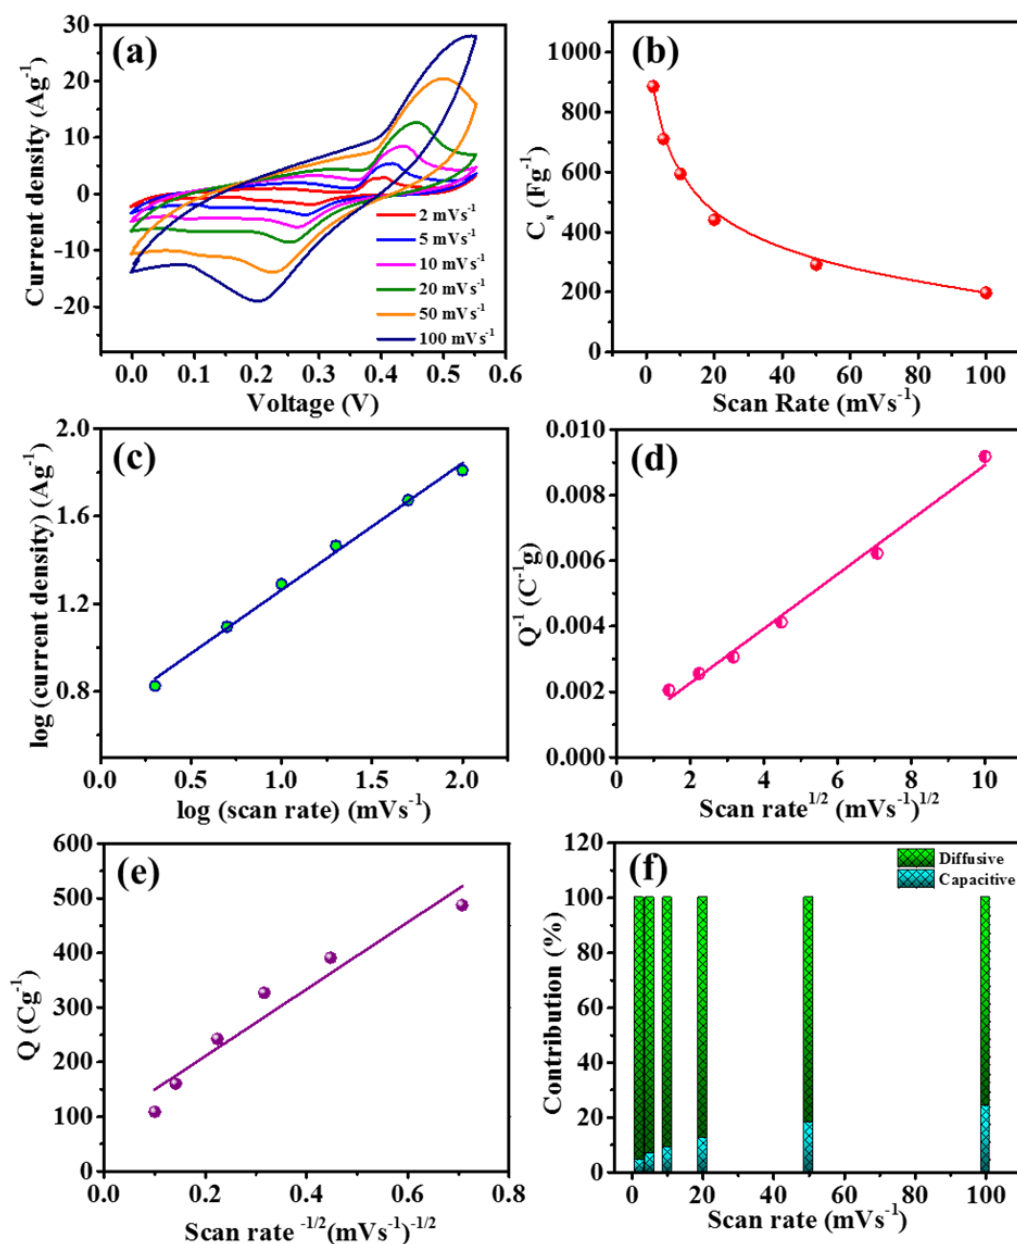 (a)
Current density (Ag⁻¹)
30
20
10
0
-10
-20
0.0 0.1 0.2 0.3 0.4 0.5 0.6
Voltage (V)
2 mVs⁻¹
5 mVs⁻¹
10 mVs⁻¹
20 mVs⁻¹
50 mVs⁻¹
100 mVs⁻¹
(b)
Cₛ (Fg⁻¹)
1000
800
600
400
200
0
0 20 40 60 80 100
Scan Rate (mVs⁻¹)
(c)
log (current density) (Ag⁻¹)
2.0
1.6
1.2
0.8
0.0 0.5 1.0 1.5 2.0
log (scan rate) (mVs⁻¹)
(d)
Q⁻¹ (C⁻¹g)
0.010
0.008
0.006
0.004
0.002
0.000
0 2 4 6 8 10
Scan rate¹ᐟ² (mVs⁻¹)¹ᐟ²
(e)
Q (Cg⁻¹)
600
500
400
300
200
100
0
0.0 0.2 0.4 0.6 0.8
Scan rate ⁻¹ᐟ²(mVs⁻¹)⁻¹ᐟ²
(f)
Diffusive
Capacitive
Contribution (%)
120
100
80
60
40
20
0
0 20 40 60 80 100
Scan rate (mVs⁻¹)